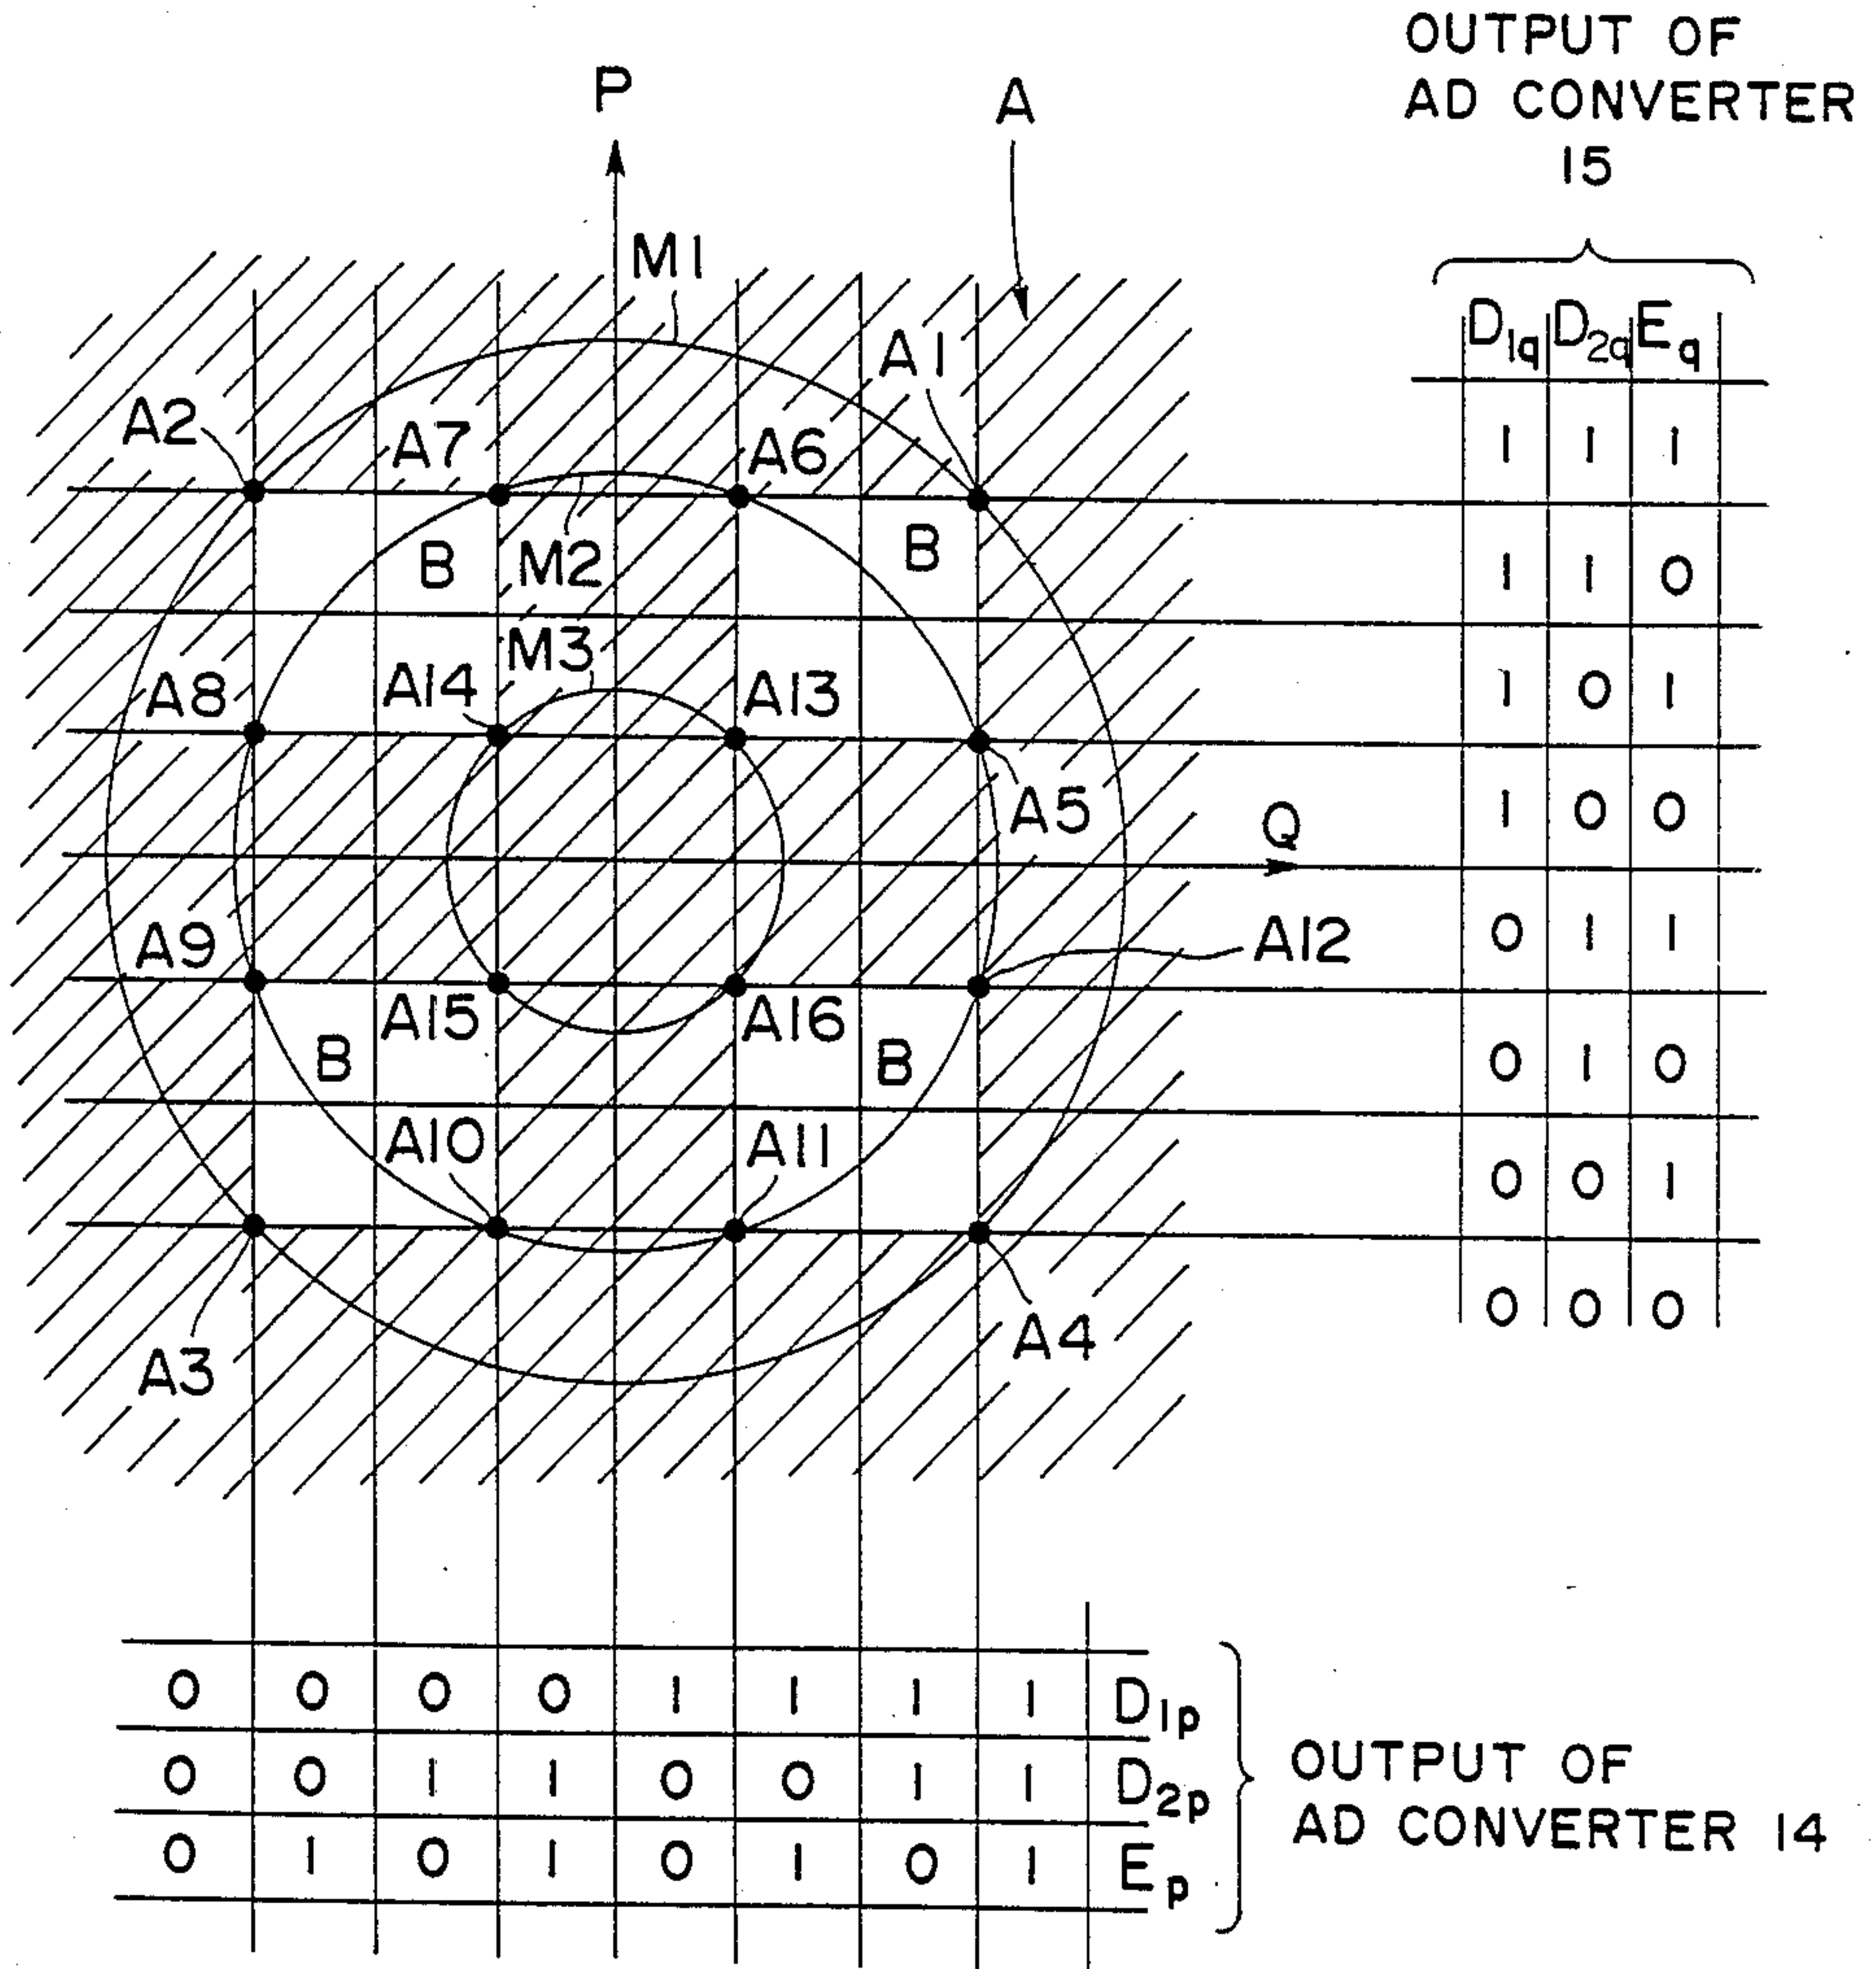 OUTPUT OF
AD CONVERTER
15
P
A
M1
A1
D1q D2q Eq
A2
A7
A6
1 1 1
B
M2
B
1 1 0
M3
A8
A14
A13
1 0 1
A5
Q
1 0 0
A9
A12
0 1 1
A15
A16
B
B
0 1 0
A10
A11
0 0 1
A3
A4
0 0 0
0 0 0 0 1 1 1 1 D1p
0 0 1 1 0 0 1 1 D2p
0 1 0 1 0 1 0 1 Ep
OUTPUT OF
AD CONVERTER 14